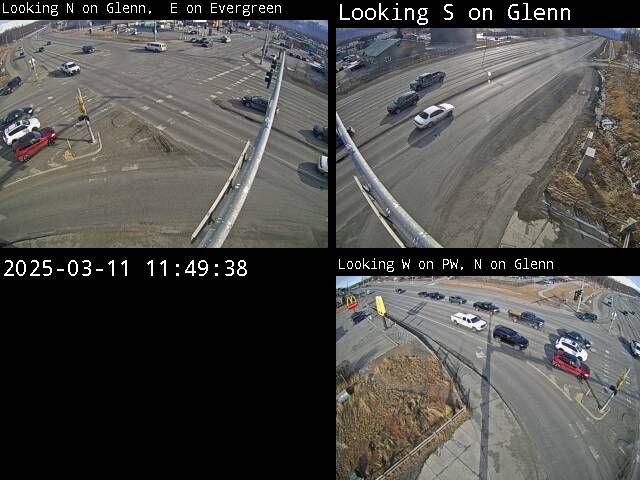 Looking N on Glenn, E on Evergreen
Looking S on Glenn
2025-03-11 11:49:38
Looking W on PW, N on Glenn